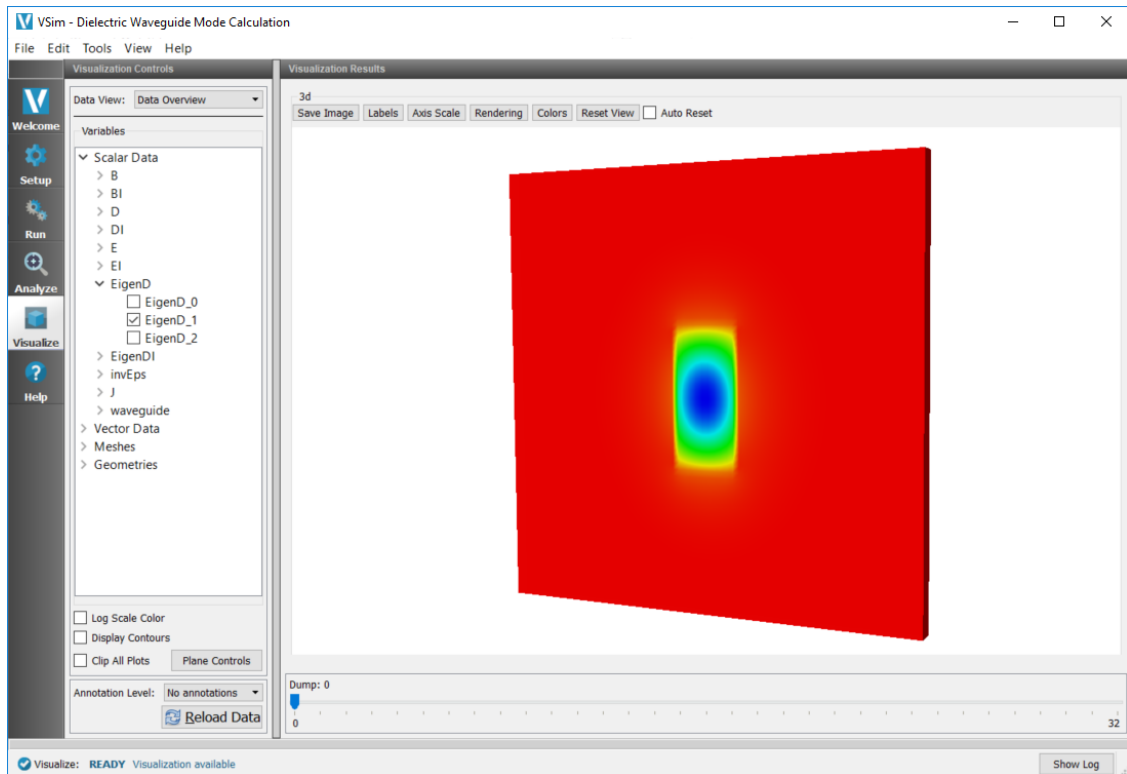 VSim - Dielectric Waveguide Mode Calculation
File Edit Tools View Help
Visualization Controls
Visualization Results
Welcome
Setup
Run
Analyze
Visualize
Help
Data View: Data Overview
Variables
Scalar Data
B
BI
D
DI
E
EI
EigenD
EigenD_0
EigenD_1
EigenD_2
EigenDI
invEps
J
waveguide
Vector Data
Meshes
Geometries
Log Scale Color
Display Contours
Clip All Plots Plane Controls
Annotation Level: No annotations
Reload Data
3d
Save Image Labels Axis Scale Rendering Colors Reset View Auto Reset
Dump: 0
0 32
Visualize: READY Visualization available
Show Log